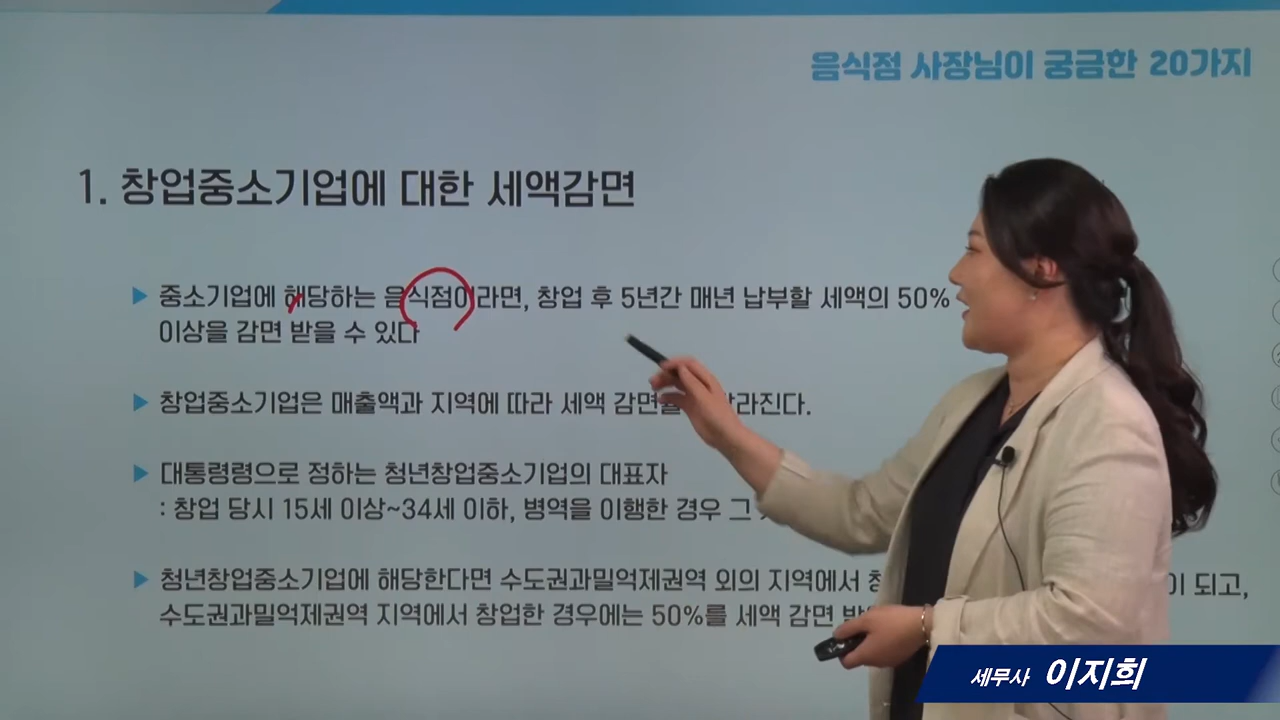 음식점 사장님이 궁금한 20가지
1. 창업중소기업에 대한 세액감면
▶ 중소기업에 해당하는 음식점이라면, 창업 후 5년간 매년 납부할 세액의 50%
이상을 감면 받을 수 있다
▶ 창업중소기업은 매출액과 지역에 따라 세액 감면율 달라진다.
▶ 대통령령으로 정하는 청년창업중소기업의 대표자
: 창업 당시 15세 이상~34세 이하, 병역을 이행한 경우 그
▶ 청년창업중소기업에 해당한다면 수도권과밀억제권역 외의 지역에서 되고,
수도권과밀억제권역 지역에서 창업한 경우에는 50%를 세액 감면
세무사 이지희